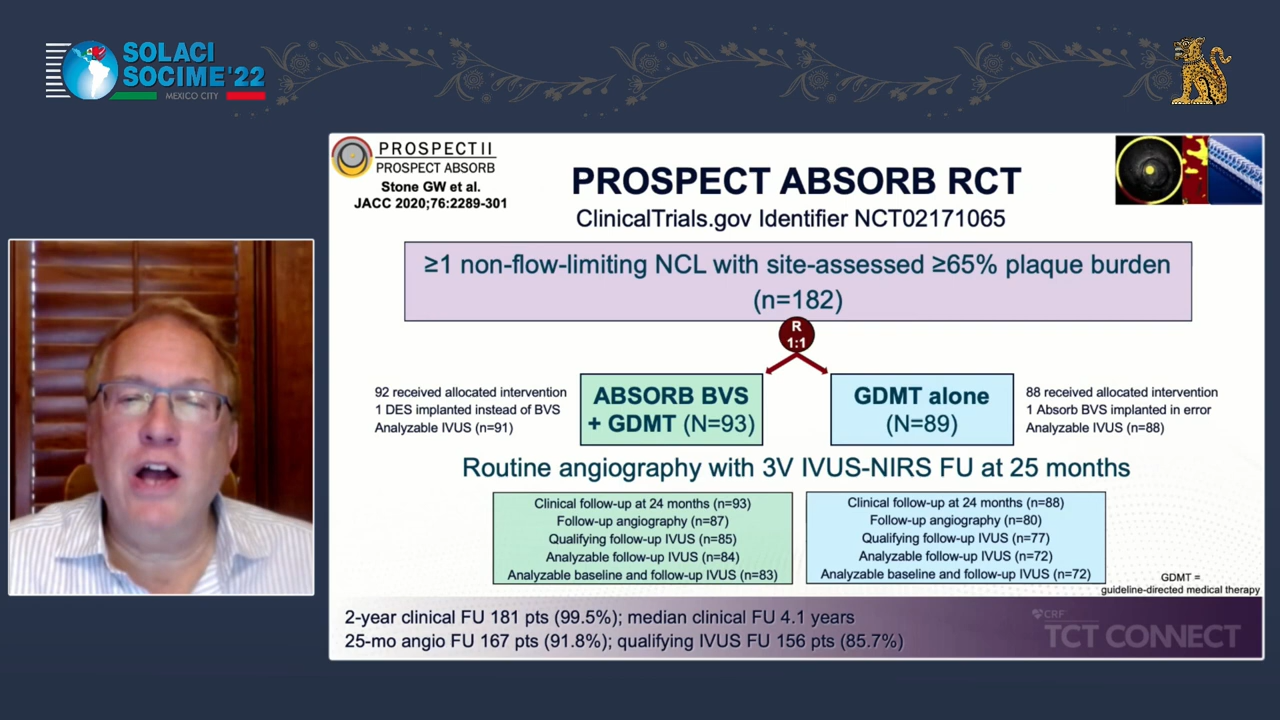 SOLACI
SOCIME'22
MEXICO CITY
PROSPECT II
PROSPECT ABSORB
Stone GW et al.
JACC 2020;76:2289-301
PROSPECT ABSORB RCT
ClinicalTrials.gov Identifier NCT02171065
≥1 non-flow-limiting NCL with site-assessed ≥65% plaque burden
(n=182)
R
1:1
92 received allocated intervention
1 DES implanted instead of BVS
Analyzable IVUS (n=91)
ABSORB BVS
+ GDMT (N=93)
GDMT alone
(N=89)
88 received allocated intervention
1 Absorb BVS implanted in error
Analyzable IVUS (n=88)
Routine angiography with 3V IVUS-NIRS FU at 25 months
Clinical follow-up at 24 months (n=93)
Follow-up angiography (n=87)
Qualifying follow-up IVUS (n=85)
Analyzable follow-up IVUS (n=84)
Analyzable baseline and follow-up IVUS (n=83)
Clinical follow-up at 24 months (n=88)
Follow-up angiography (n=80)
Qualifying follow-up IVUS (n=77)
Analyzable follow-up IVUS (n=72)
Analyzable baseline and follow-up IVUS (n=72)
GDMT =
guideline-directed medical therapy
2-year clinical FU 181 pts (99.5%); median clinical FU 4.1 years
25-mo angio FU 167 pts (91.8%); qualifying IVUS FU 156 pts (85.7%)
CRF
TCT CONNECT